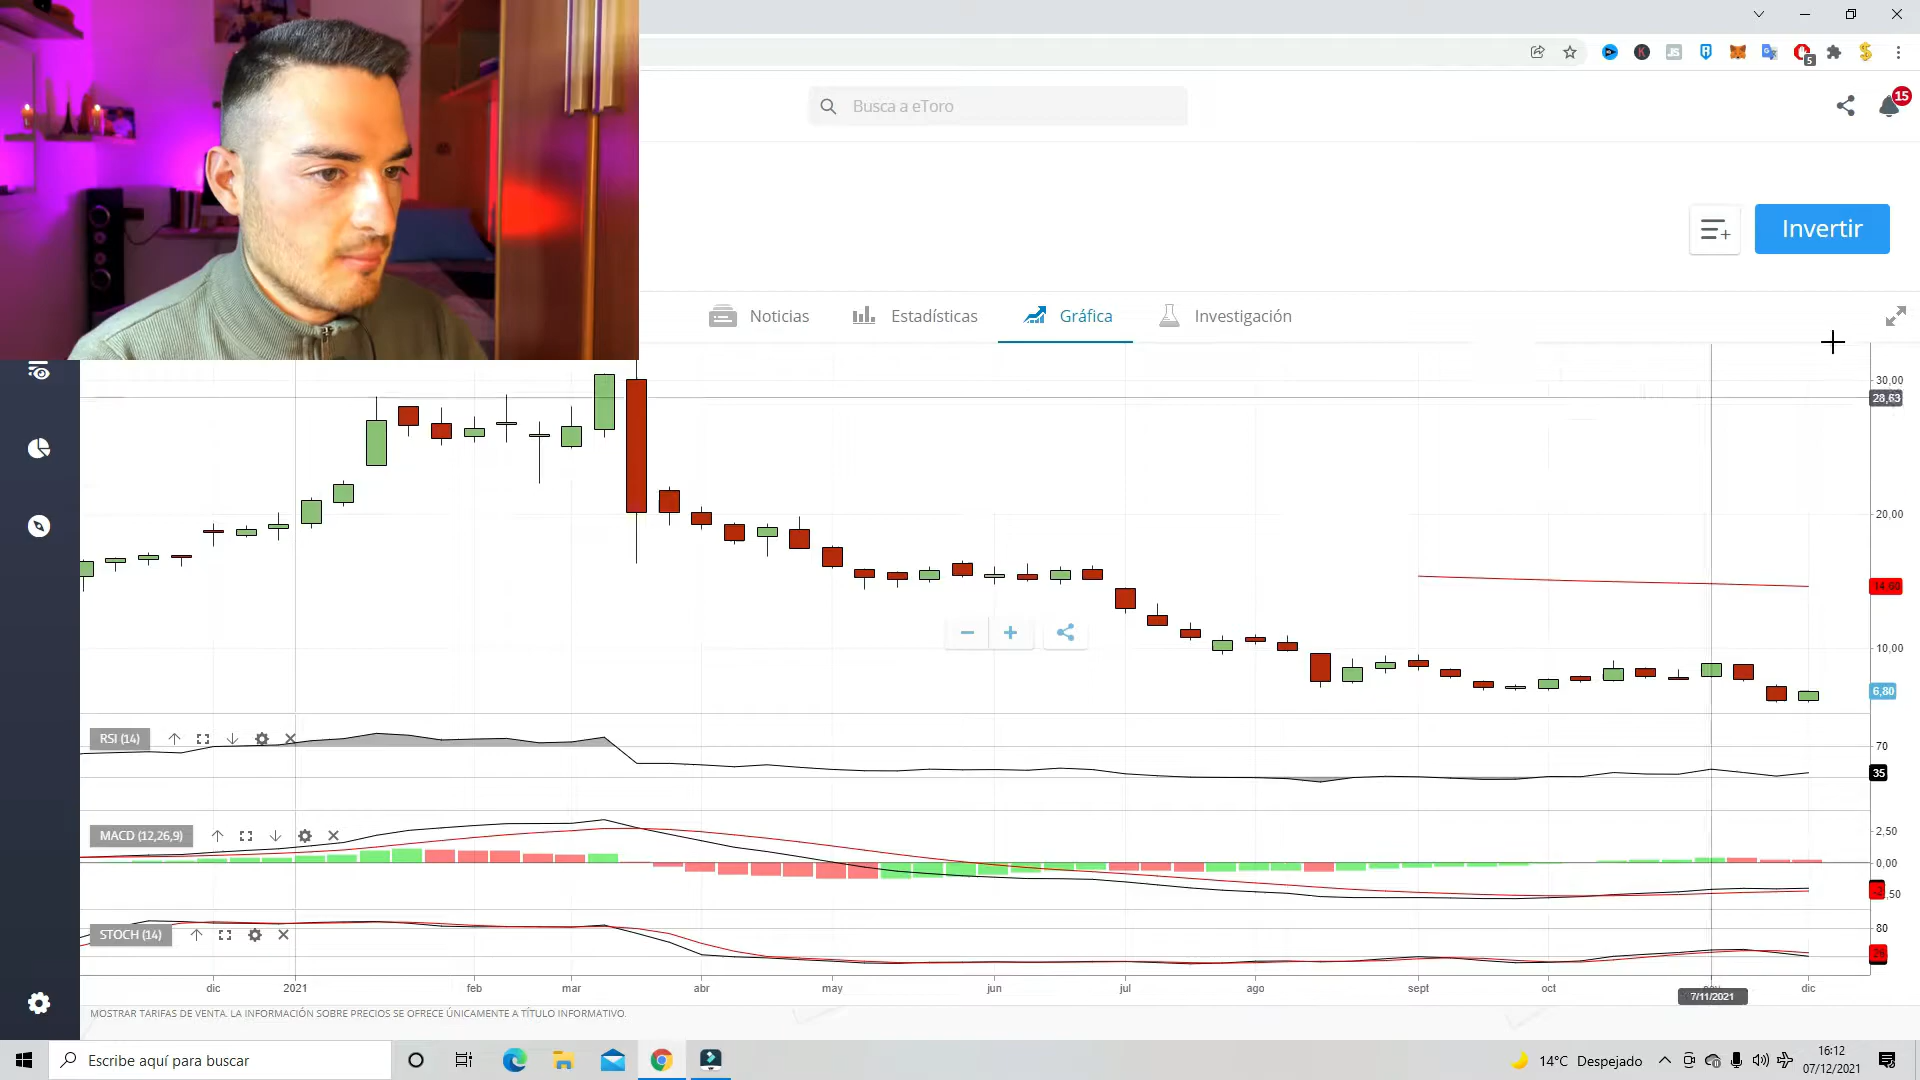 JS
5
Busca a eToro
15
Invertir
Noticias
Estadísticas
Gráfica
Investigación
30,00
28,63
20,00
14,60
10,00
6,80
RSI (14)
70
35
MACD (12,26,9)
2,50
0,00
STOCH (14)
80
dic
2021
feb
mar
abr
may
jun
jul
ago
sept
oct
7/11/2021
dic
MOSTRAR TARIFAS DE VENTA. LA INFORMACIÓN SOBRE PRECIOS SE OFRECE ÚNICAMENTE A TÍTULO INFORMATIVO.
Escribe aquí para buscar
14°C Despejado
16:12
07/12/2021